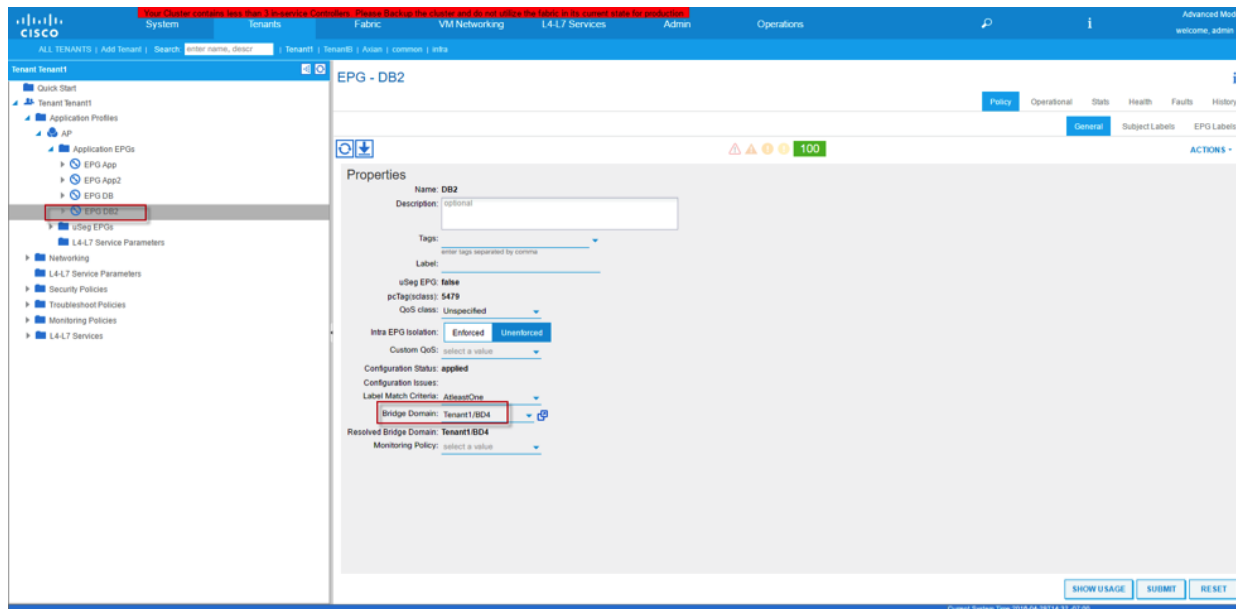 Your Cluster contains less than 3 in-service Controllers. Please Backup the cluster and do not utilize the fabric in its current state for production.
CISCO
System Tenants Fabric VM Networking L4-L7 Services Admin Operations
Advanced Mod
welcome, admin
ALL TENANTS | Add Tenant | Search: enter name, descr | Tenant1 | TenantB | Asian | common | infra
Tenant Tenant1
Quick Start
Tenant Tenant1
Application Profiles
AP
Application EPGs
EPG App
EPG App2
EPG DB
EPG DB2
uSeg EPGs
L4-L7 Service Parameters
Networking
L4-L7 Service Parameters
Security Policies
Troubleshoot Policies
Monitoring Policies
L4-L7 Services
EPG - DB2
i
Policy Operational Stats Health Faults History
General Subject Labels EPG Labels
100
ACTIONS
Properties
Name: DB2
Description: optional
Tags:
enter tags separated by comma
Label:
uSeg EPG: false
pcTag(sclass): 5479
QoS class: Unspecified
Intra EPG Isolation: Enforced Unenforced
Custom QoS: select a value
Configuration Status: applied
Configuration Issues:
Label Match Criteria: AtleastOne
Bridge Domain: Tenant1/BD4
Resolved Bridge Domain: Tenant1/BD4
Monitoring Policy: select a value
SHOW USAGE SUBMIT RESET